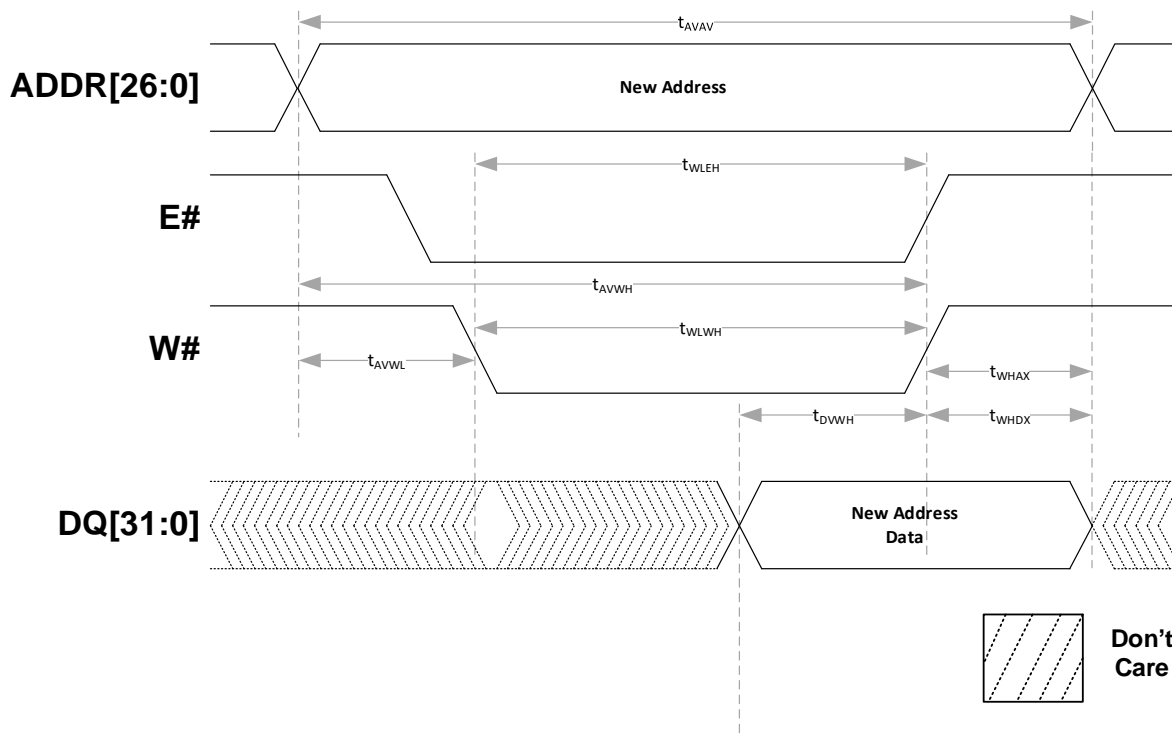 tAVAV
ADDR[26:0]
New Address
tWLEH
E#
tAVWH
W#
tWLWH
tAVWL
tWHAX
tDVWH
tWHDX
DQ[31:0]
New Address
Data
Don't
Care